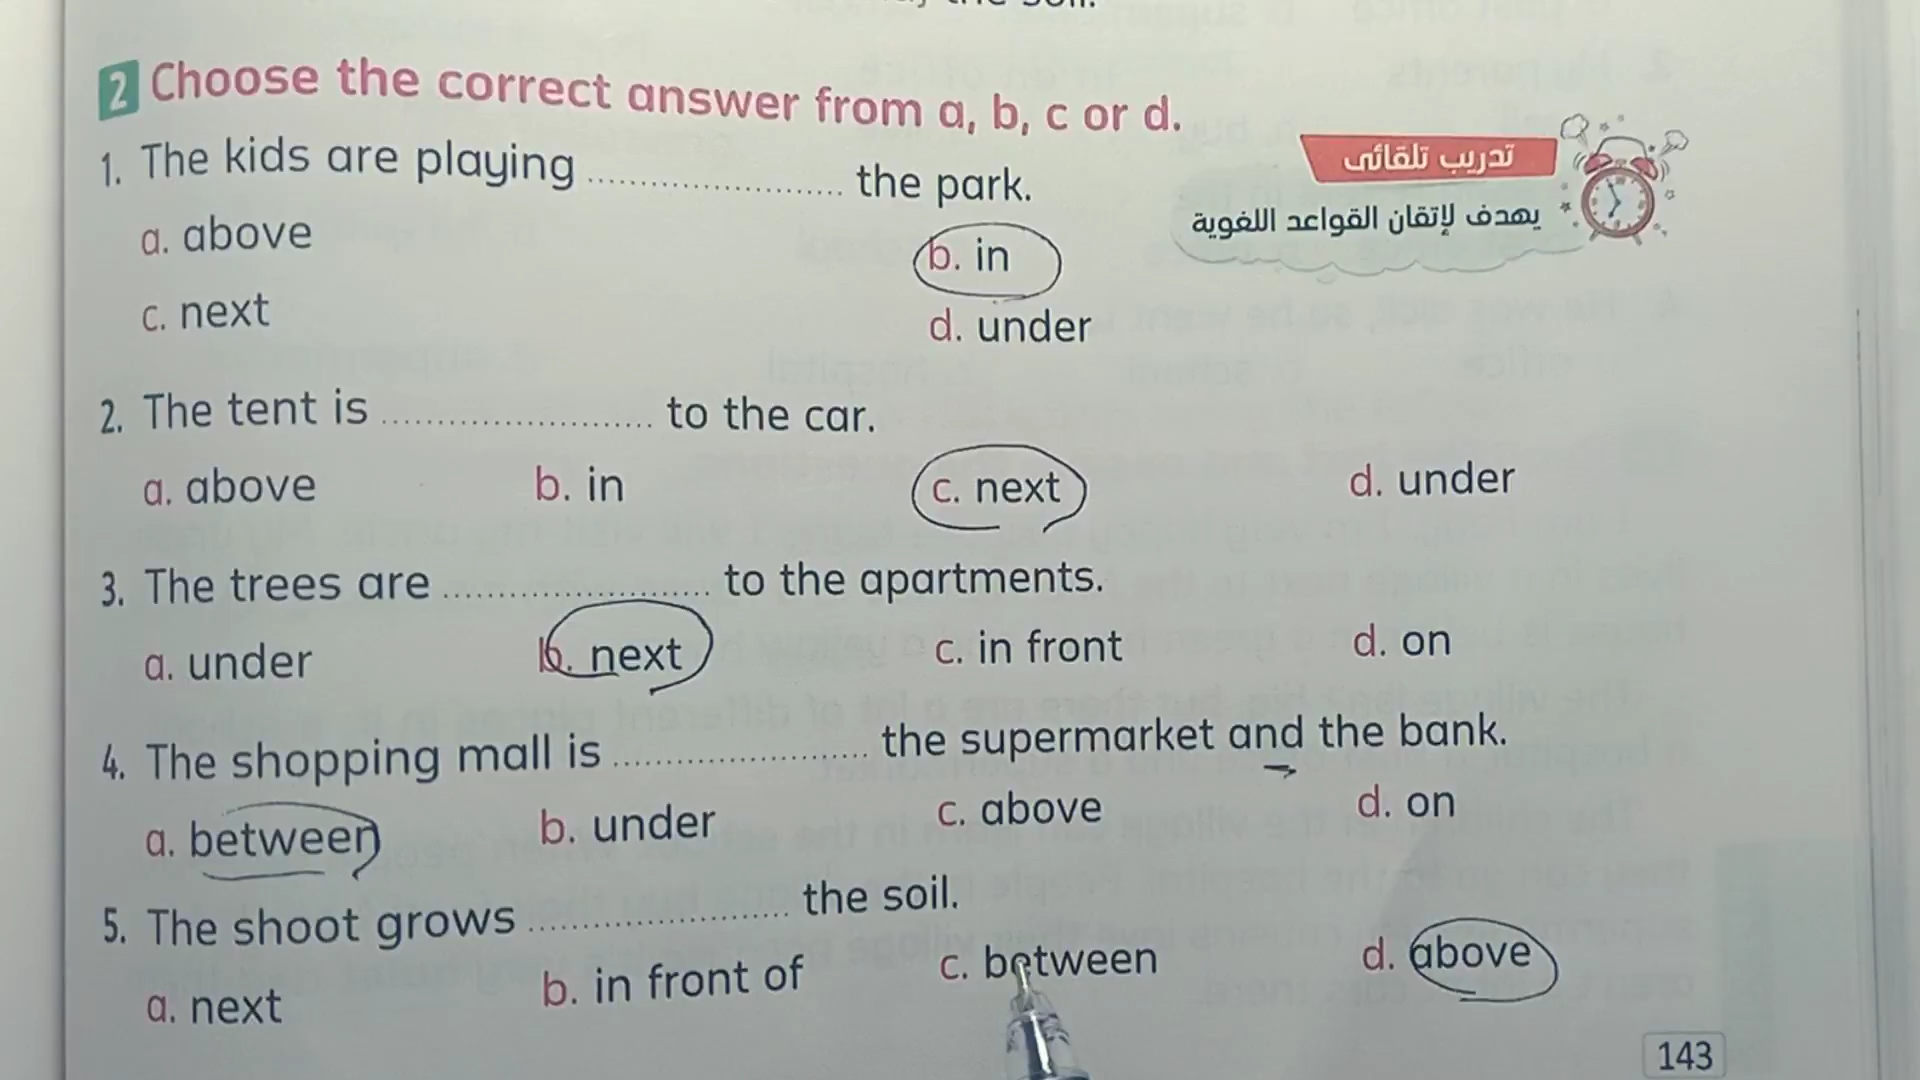 2 Choose the correct answer from a, b, c or d.
تدريب تلقائى
يهدف لإتقان القواعد اللغوية
1. The kids are playing ........................ the park.
a. above
b. in
c. next
d. under
2. The tent is ........................ to the car.
a. above b. in c. next d. under
3. The trees are ........................ to the apartments.
a. under b. next c. in front d. on
4. The shopping mall is ........................ the supermarket and the bank.
a. between b. under c. above d. on
5. The shoot grows ........................ the soil.
a. next b. in front of c. between d. above
143